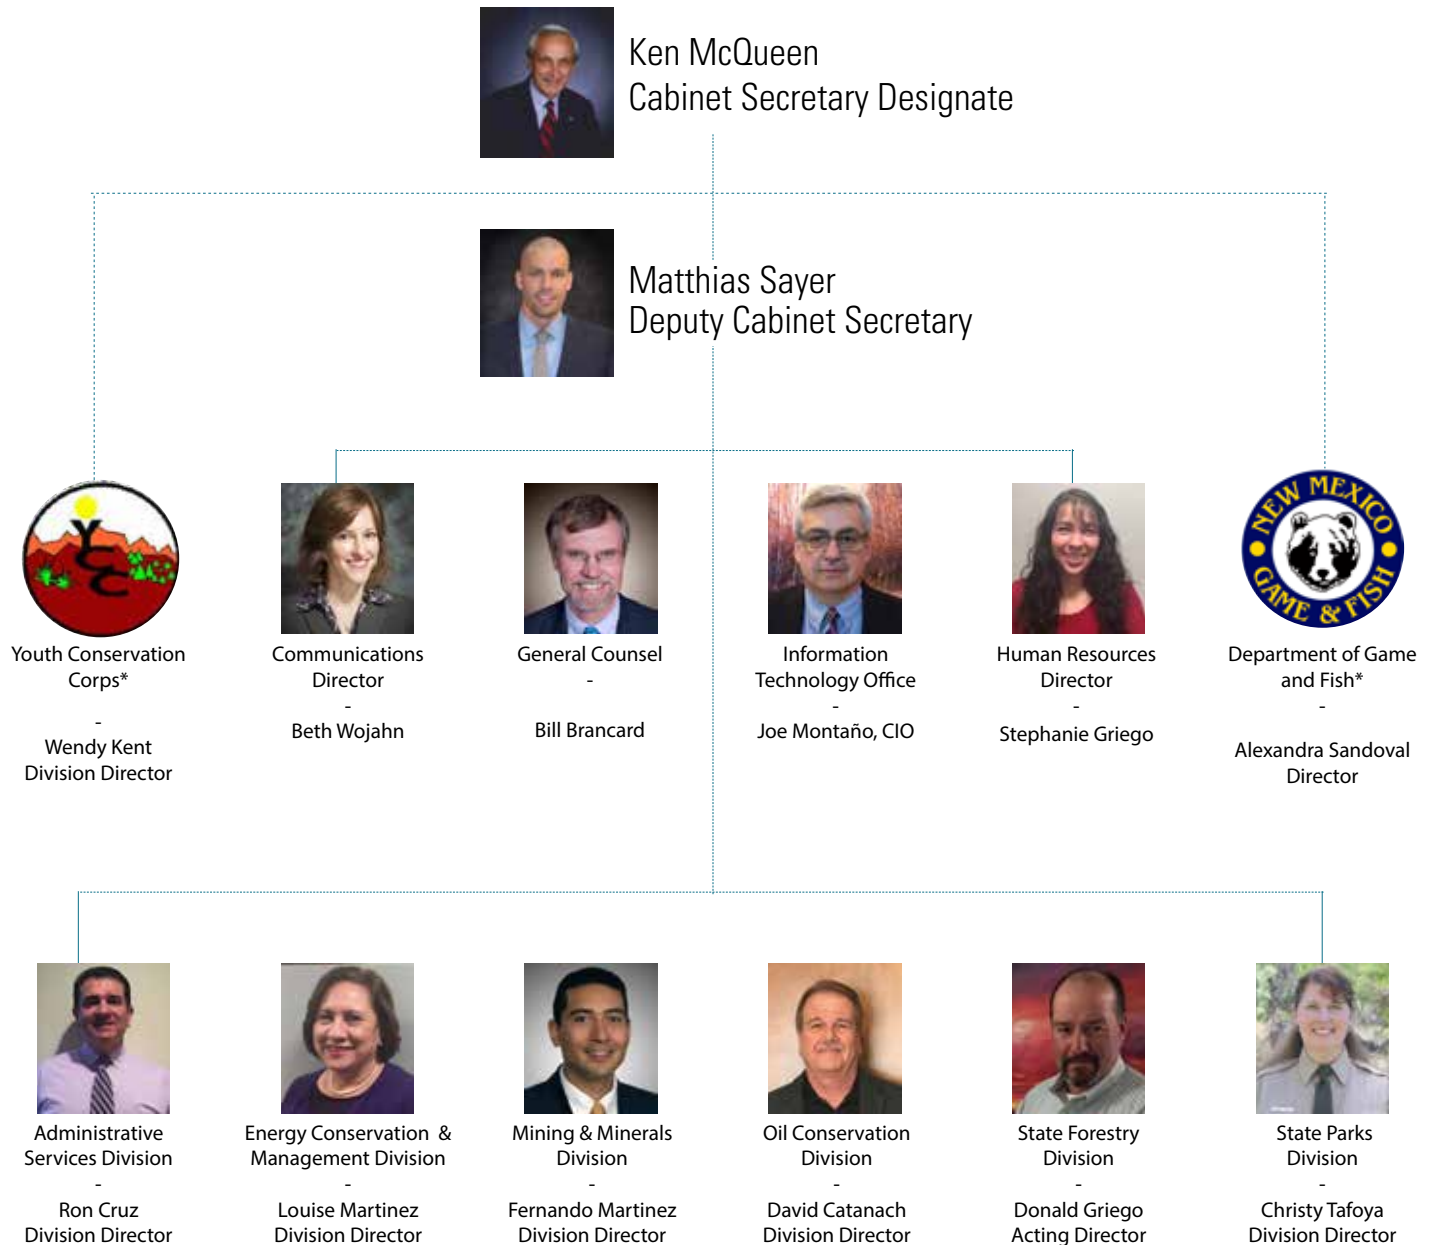 Ken McQueen
Cabinet Secretary Designate
Matthias Sayer
Deputy Cabinet Secretary
YCC
NEW MEXICO
GAME & FISH
Youth Conservation
Corps*
-
Wendy Kent
Division Director
Communications
Director
-
Beth Wojahn
General Counsel
-
Bill Brancard
Information
Technology Office
-
Joe Montaño, CIO
Human Resources
Director
-
Stephanie Griego
Department of Game
and Fish*
-
Alexandra Sandoval
Director
Administrative
Services Division
-
Ron Cruz
Division Director
Energy Conservation &
Management Division
-
Louise Martinez
Division Director
Mining & Minerals
Division
-
Fernando Martinez
Division Director
Oil Conservation
Division
-
David Catanach
Division Director
State Forestry
Division
-
Donald Griego
Acting Director
State Parks
Division
-
Christy Tafoya
Division Director